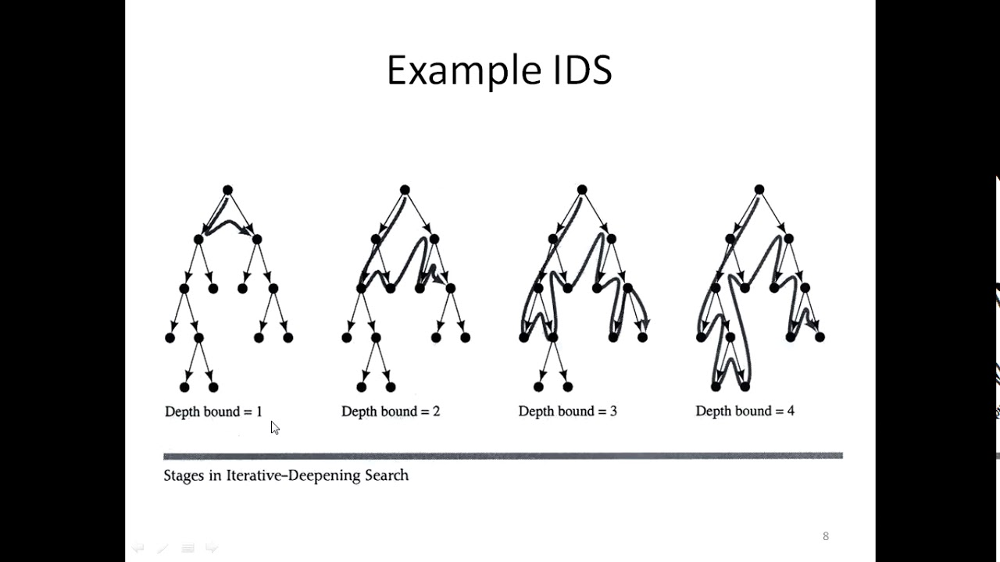 Example IDS
Depth bound = 1
Depth bound = 2
Depth bound = 3
Depth bound = 4
Stages in Iterative–Deepening Search
8